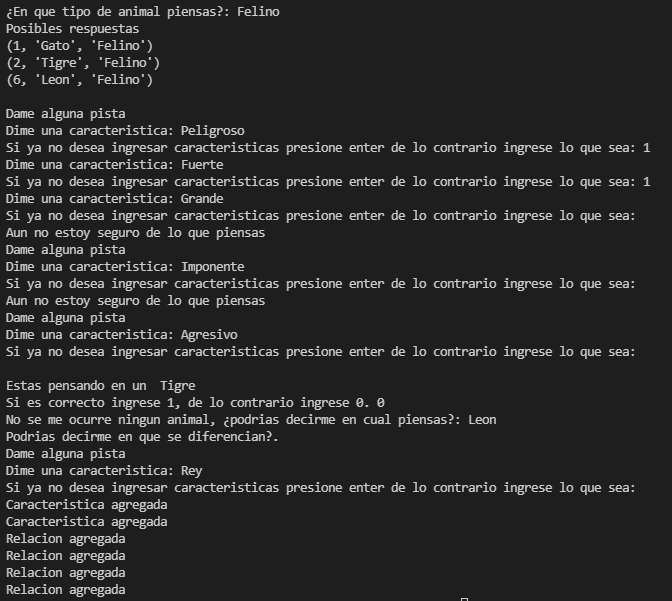 ¿En que tipo de animal piensas?: Felino
Posibles respuestas
(1, 'Gato', 'Felino')
(2, 'Tigre', 'Felino')
(6, 'Leon', 'Felino')
Dame alguna pista
Dime una caracteristica: Peligroso
Si ya no desea ingresar caracteristicas presione enter de lo contrario ingrese lo que sea: 1
Dime una caracteristica: Fuerte
Si ya no desea ingresar caracteristicas presione enter de lo contrario ingrese lo que sea: 1
Dime una caracteristica: Grande
Si ya no desea ingresar caracteristicas presione enter de lo contrario ingrese lo que sea:
Aun no estoy seguro de lo que piensas
Dame alguna pista
Dime una caracteristica: Imponente
Si ya no desea ingresar caracteristicas presione enter de lo contrario ingrese lo que sea:
Aun no estoy seguro de lo que piensas
Dame alguna pista
Dime una caracteristica: Agresivo
Si ya no desea ingresar caracteristicas presione enter de lo contrario ingrese lo que sea:
Estas pensando en un  Tigre
Si es correcto ingrese 1, de lo contrario ingrese 0. 0
No se me ocurre ningun animal, ¿podrias decirme en cual piensas?: Leon
Podrias decirme en que se diferencian?.
Dame alguna pista
Dime una caracteristica: Rey
Si ya no desea ingresar caracteristicas presione enter de lo contrario ingrese lo que sea:
Caracteristica agregada
Caracteristica agregada
Relacion agregada
Relacion agregada
Relacion agregada
Relacion agregada